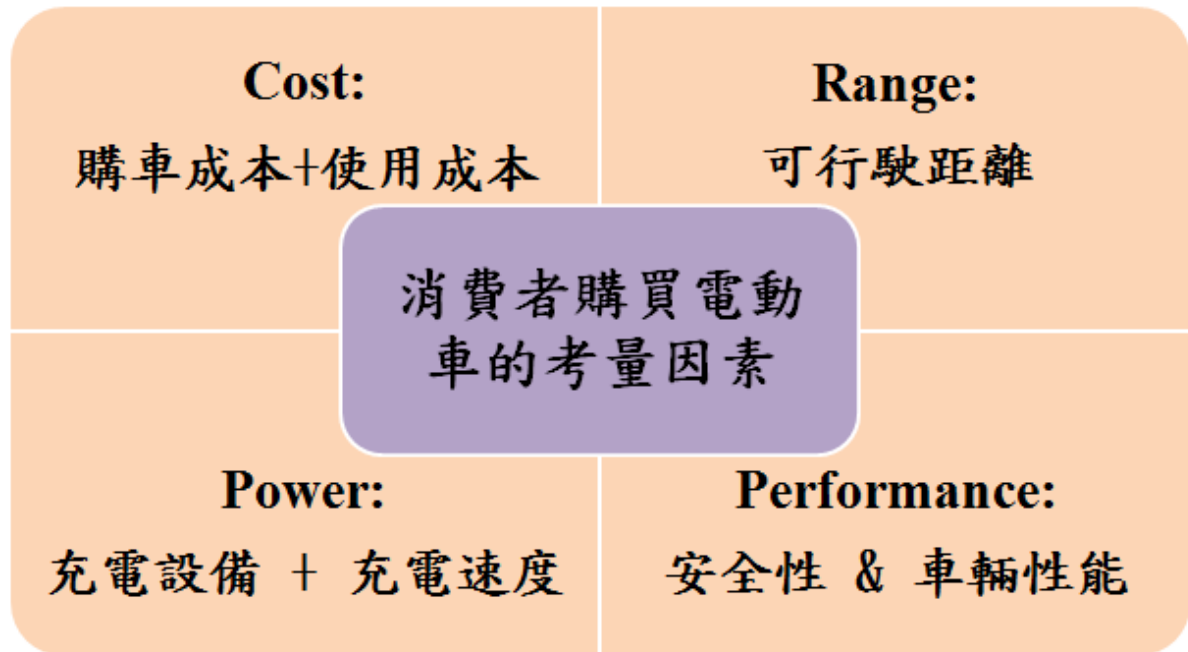 Cost:
購車成本+使用成本
Range:
可行駛距離
消費者購買電動
車的考量因素
Power:
充電設備 + 充電速度
Performance:
安全性 & 車輛性能